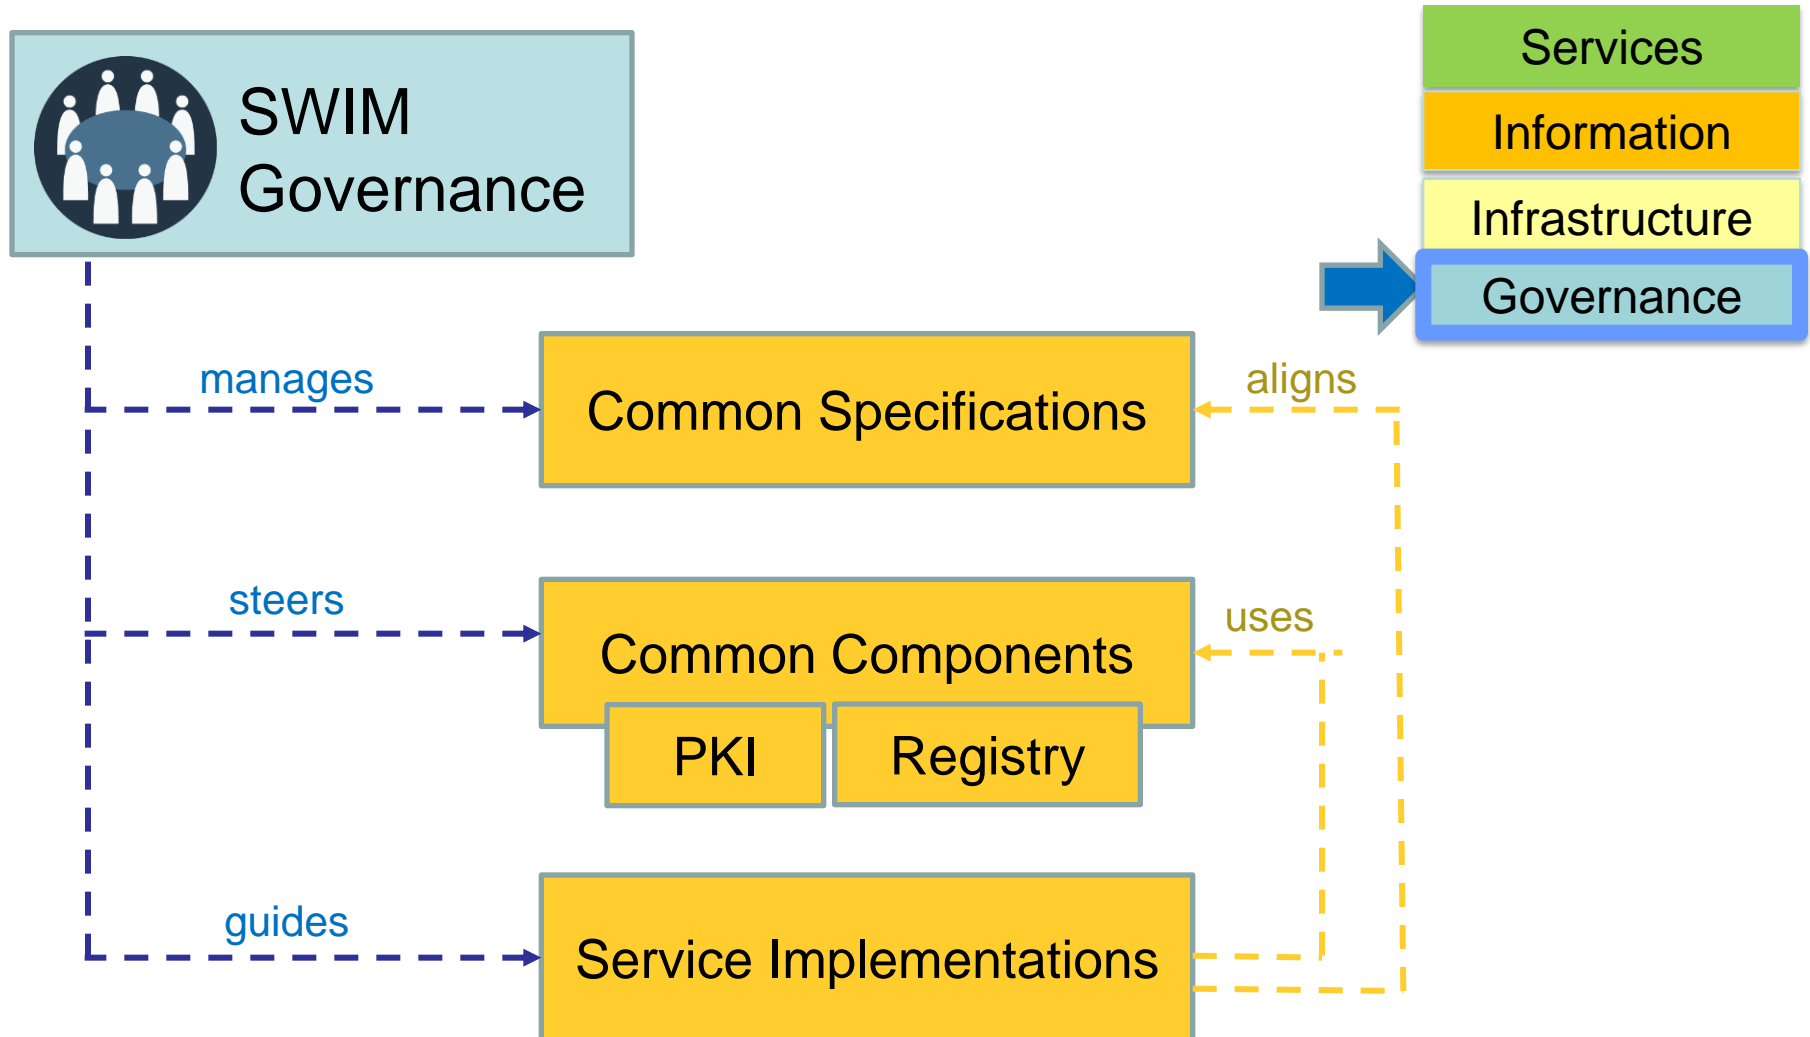 SWIM
Governance
Services
Information
Infrastructure
Governance
manages
Common Specifications
aligns
steers
Common Components
uses
PKI
Registry
guides
Service Implementations